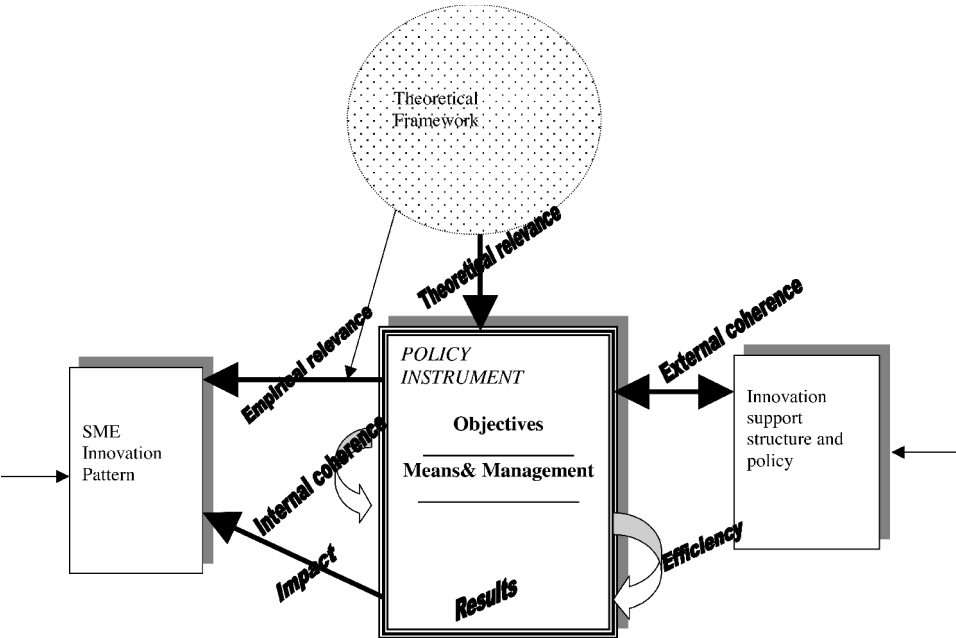 Theoretical
Framework
Theoretical relevance
Empirical relevance
External coherence
POLICY
INSTRUMENT
Objectives
Means& Management
Results
SME
Innovation
Pattern
Innovation
support
structure and
policy
Internal coherence
Impact
Efficiency